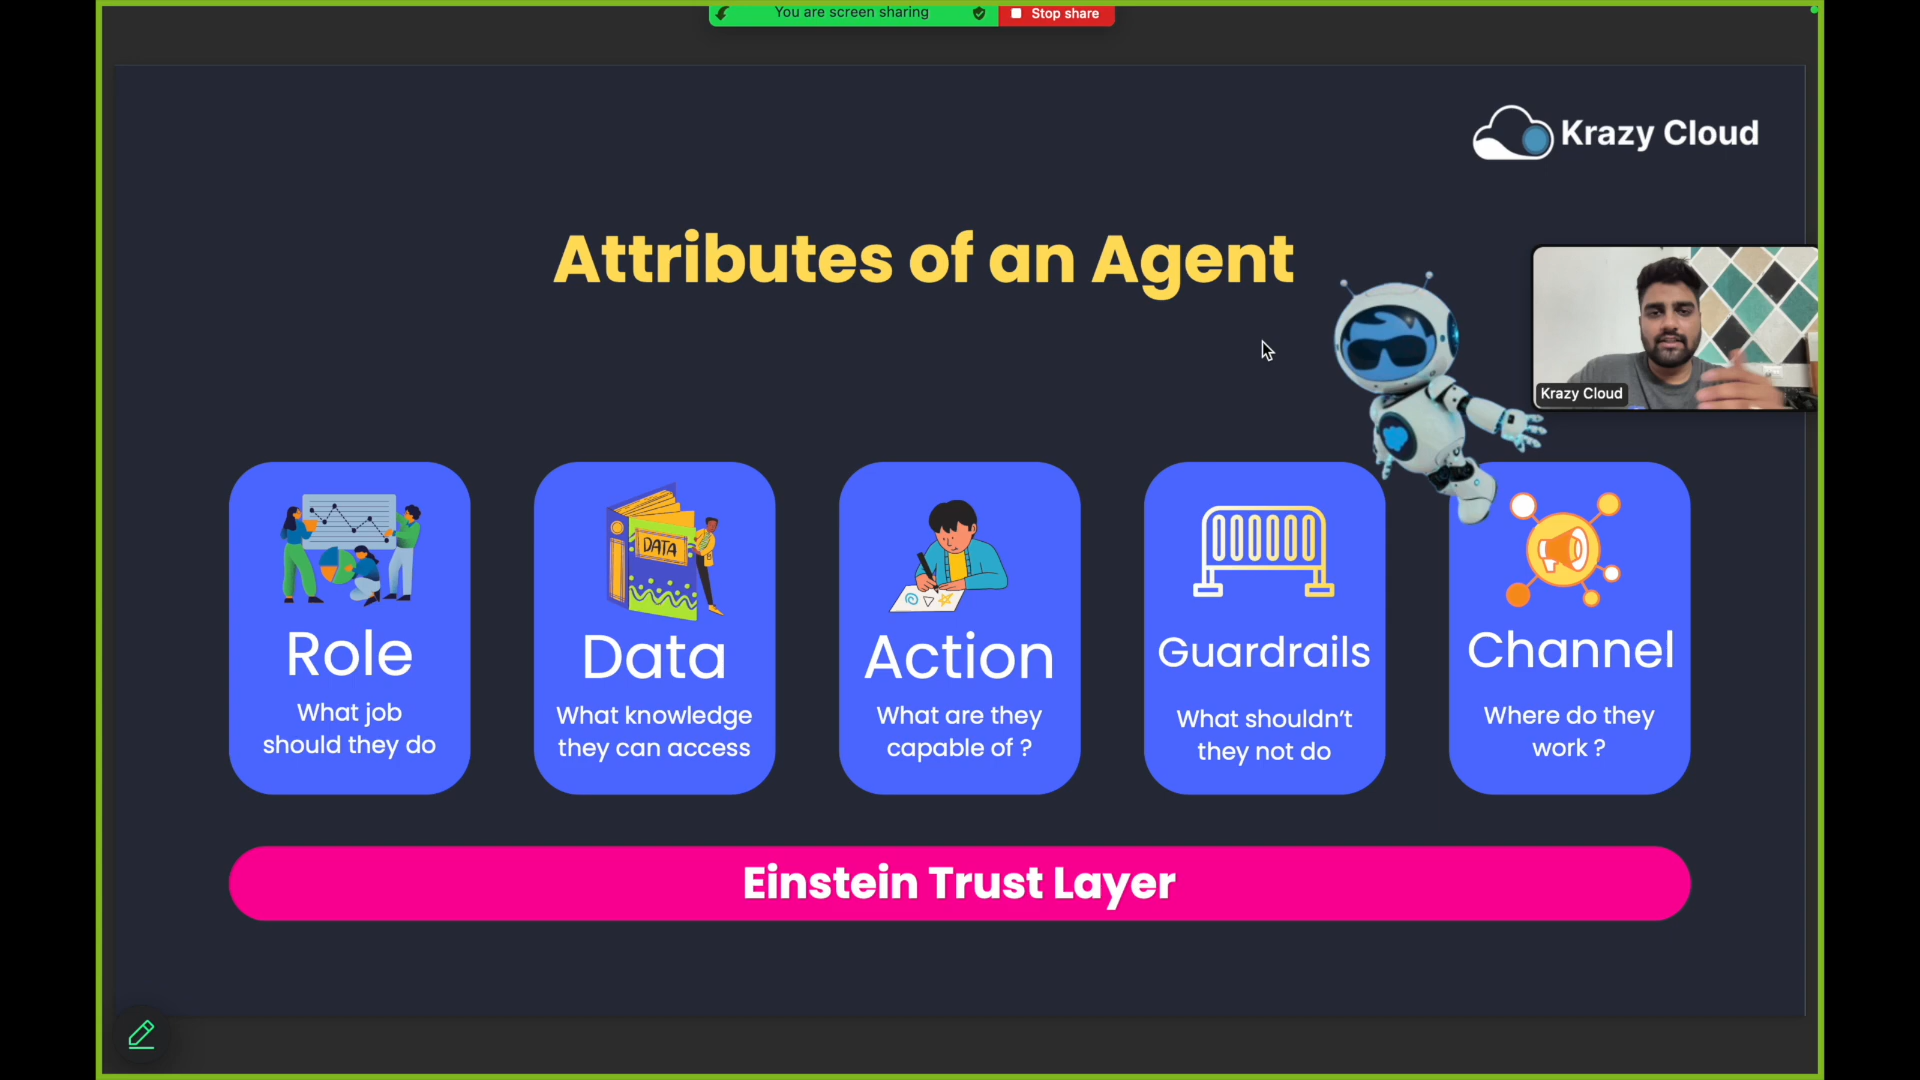 You are screen sharing
Stop share
Krazy Cloud
Attributes of an Agent
Krazy Cloud
DATA
Role
What job
should they do
Data
What knowledge
they can access
Action
What are they
capable of ?
Guardrails
What shouldn't
they not do
Channel
Where do they
work ?
Einstein Trust Layer